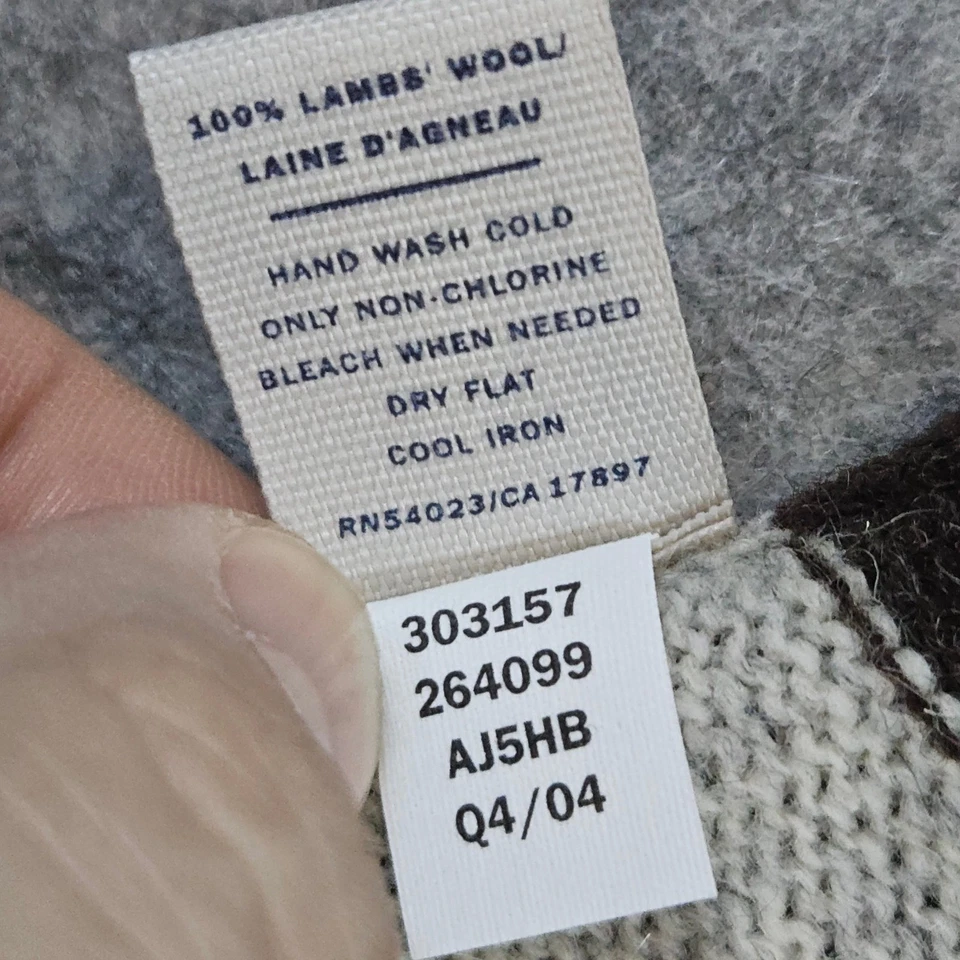 100% LAMBS' WOOL/
LAINE D'AGNEAU
HAND WASH COLD
ONLY NON-CHLORINE
BLEACH WHEN NEEDED
DRY FLAT
COOL IRON
RN54023/CA 17897
303157
264099
AJ5HB
Q4/04